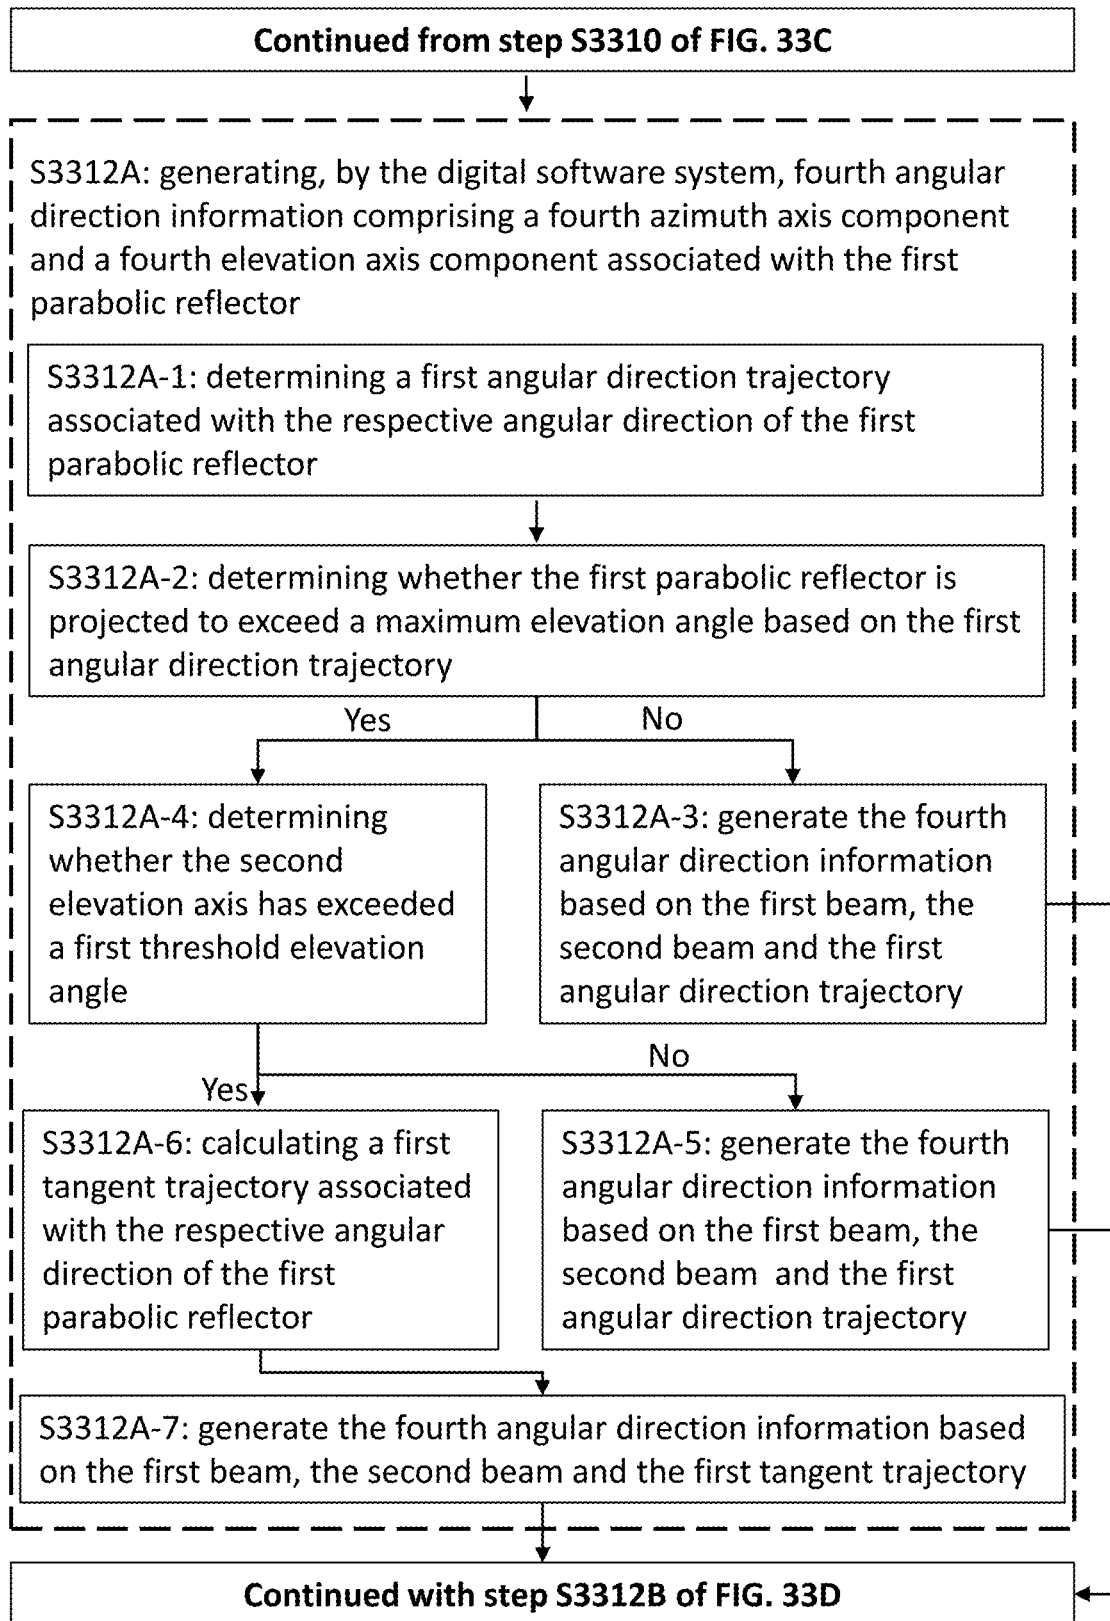 Continued from step S3310 of FIG. 33C
S3312A: generating, by the digital software system, fourth angular
direction information comprising a fourth azimuth axis component
and a fourth elevation axis component associated with the first
parabolic reflector
S3312A-1: determining a first angular direction trajectory
associated with the respective angular direction of the first
parabolic reflector
S3312A-2: determining whether the first parabolic reflector is
projected to exceed a maximum elevation angle based on the first
angular direction trajectory
Yes
No
S3312A-4: determining
whether the second
elevation axis has exceeded
a first threshold elevation
angle
S3312A-3: generate the fourth
angular direction information
based on the first beam, the
second beam and the first
angular direction trajectory
No
Yes
S3312A-6: calculating a first
tangent trajectory associated
with the respective angular
direction of the first
parabolic reflector
S3312A-5: generate the fourth
angular direction information
based on the first beam, the
second beam and the first
angular direction trajectory
S3312A-7: generate the fourth angular direction information based
on the first beam, the second beam and the first tangent trajectory
Continued with step S3312B of FIG. 33D